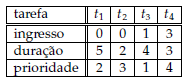 tarefa t₁ t₂ t₃ t₄
ingresso 0 0 1 3
duração 5 2 4 3
prioridade 2 3 1 4